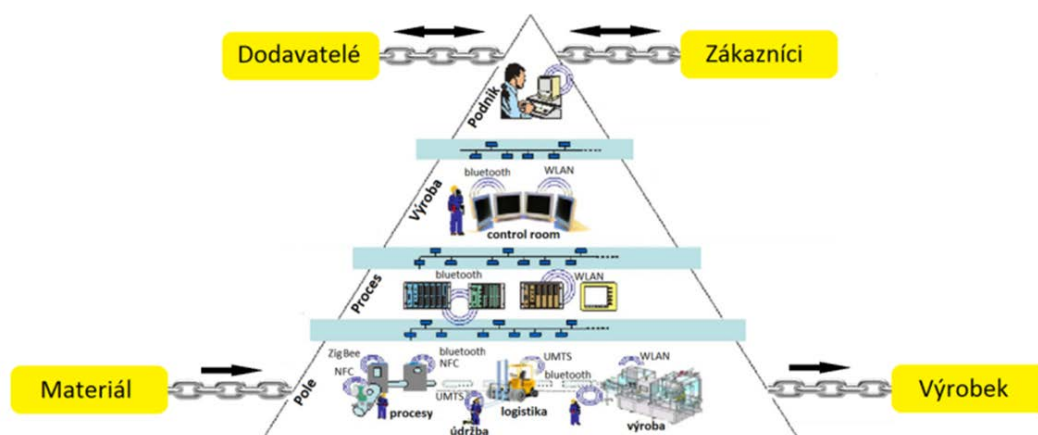 Dodavatelé
Zákazníci
Podnik
bluetooth
WLAN
Výroba
control room
bluetooth
WLAN
Proces
ZigBee
bluetooth
UMTS
WLAN
NFC
NFC
bluetooth
Materiál
Výrobek
Pole
UMTS
procesy
logistika
výroba
údržba